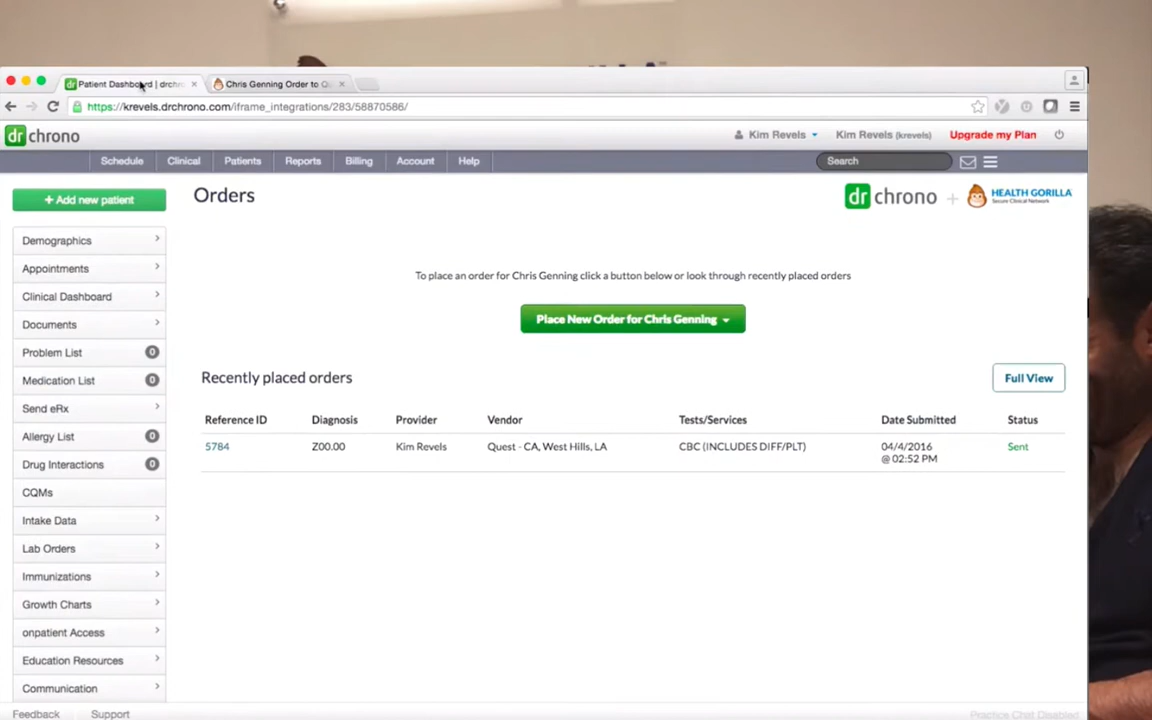 Patient Dashboard | drchro
Chris Genning Order to Q
https://krevels.drchrono.com/iframe_integrations/283/58870586/
dr chrono
Kim Revels
Kim Revels (krevels)
Upgrade my Plan
Schedule
Clinical
Patients
Reports
Billing
Account
Help
Search
+ Add new patient
Demographics
Appointments
Clinical Dashboard
Documents
Problem List 0
Medication List 0
Send eRx
Allergy List 0
Drug Interactions 0
CQMs
Intake Data
Lab Orders
Immunizations
Growth Charts
onpatient Access
Education Resources
Communication
Orders
dr chrono + HEALTH GORILLA
Secure Clinical Network
To place an order for Chris Genning click a button below or look through recently placed orders
Place New Order for Chris Genning
Recently placed orders
Full View
Reference ID Diagnosis Provider Vendor Tests/Services Date Submitted Status
5784 Z00.00 Kim Revels Quest - CA, West Hills, LA CBC (INCLUDES DIFF/PLT) 04/4/2016 Sent
@ 02:52 PM
Feedback
Support
Practice Chat Disabled